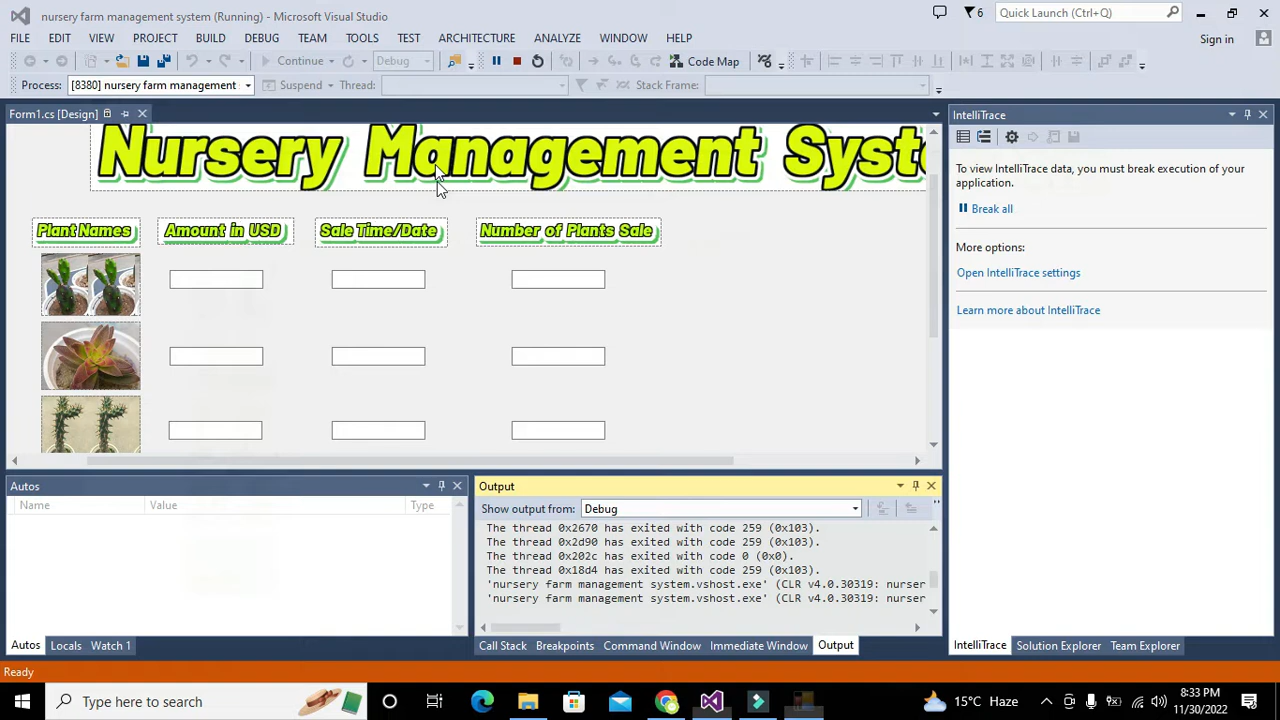 nursery farm management system (Running) - Microsoft Visual Studio
6
Quick Launch (Ctrl+Q)
FILE EDIT VIEW PROJECT BUILD DEBUG TEAM TOOLS TEST ARCHITECTURE ANALYZE WINDOW HELP
Sign in
Continue Debug Code Map
Process: [8380] nursery farm management Suspend Thread: Stack Frame:
Form1.cs [Design]
Nursery Management Syste
Plant Names Amount in USD Sale Time/Date Number of Plants Sale
IntelliTrace
To view IntelliTrace data, you must break execution of your
application.
Break all
More options:
Open IntelliTrace settings
Learn more about IntelliTrace
Autos
Name Value Type
Output
Show output from: Debug
The thread 0x2670 has exited with code 259 (0x103).
The thread 0x2d90 has exited with code 259 (0x103).
The thread 0x202c has exited with code 0 (0x0).
The thread 0x18d4 has exited with code 259 (0x103).
'nursery farm management system.vshost.exe' (CLR v4.0.30319: nurser
'nursery farm management system.vshost.exe' (CLR v4.0.30319: nurser
Autos Locals Watch 1
Call Stack Breakpoints Command Window Immediate Window Output
IntelliTrace Solution Explorer Team Explorer
Ready
Type here to search
15°C Haze
8:33 PM
11/30/2022